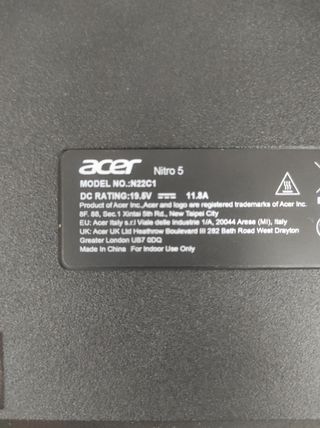 acer Nitro 5
MODEL NO.:N22C1
DC RATING:19.5V 11.8A
Product of Acer Inc.,Acer and logo are registered trademarks of Acer Inc.
8F. 88, Sec.1 Xintai 5th Rd., New Taipei City
EU: Acer Italy s.r.l Viale delle Industrie 1/A, 20044 Arese (MI), Italy
UK: Acer UK Ltd Heathrow Boulevard III 282 Bath Road West Drayton
Greater London UB7 0DQ
Made In China For Indoor Use Only